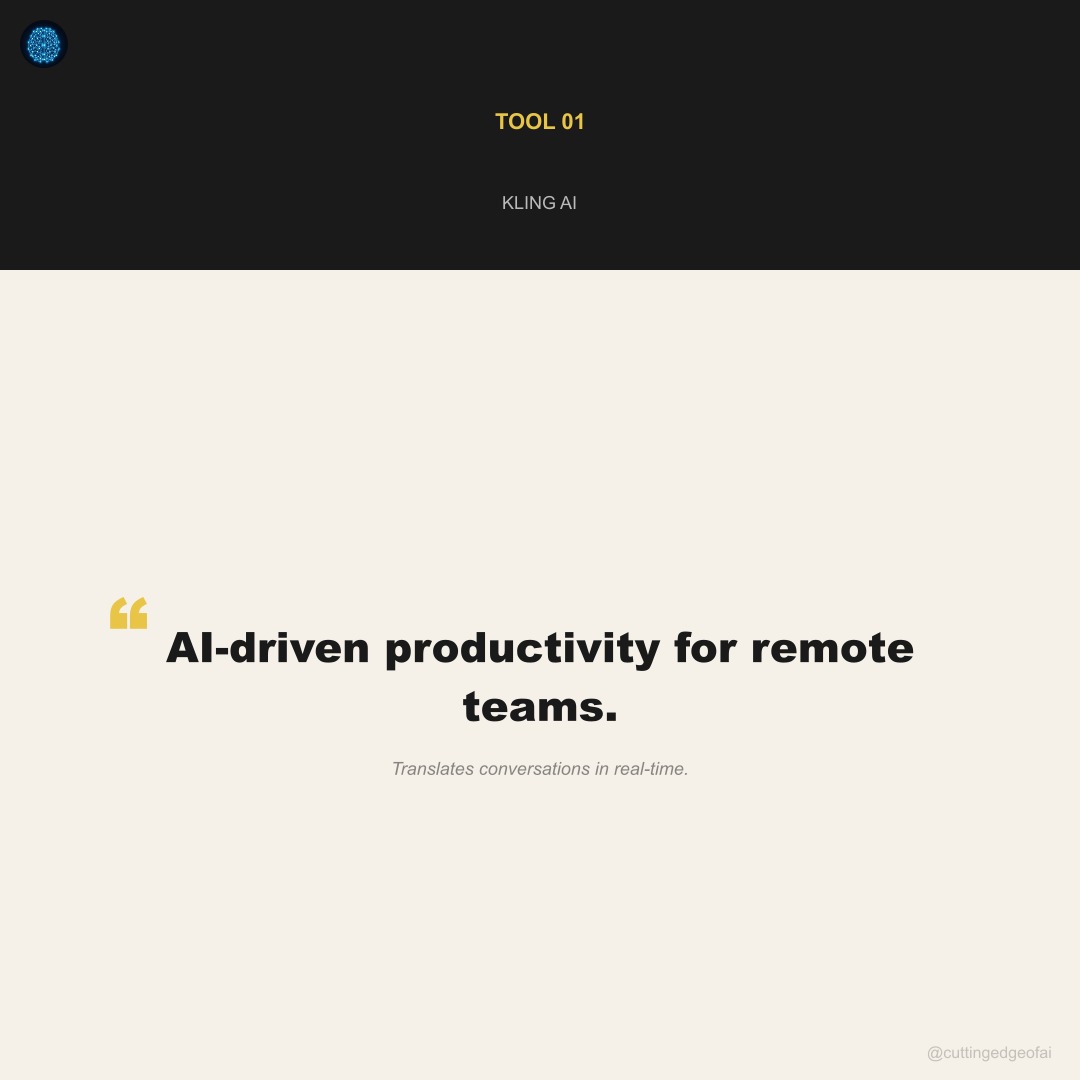 TOOL 01
KLING AI
“
AI-driven productivity for remote
teams.
Translates conversations in real-time.
@cuttingedgeofai